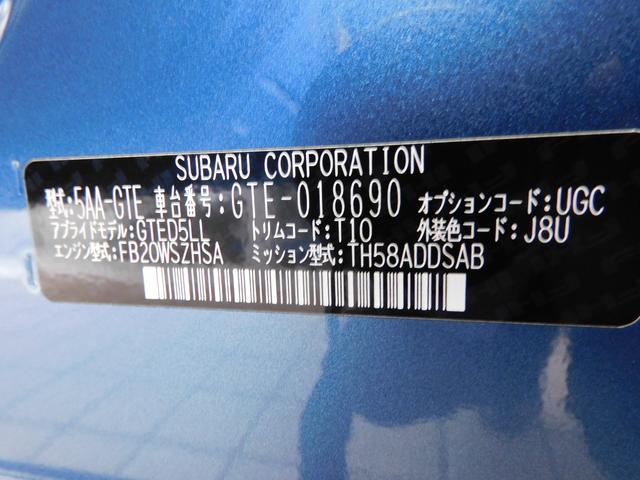 SUBARU CORPORATION
型式:5AA-GTE 車台番号:GTE-018690 オプションコード:UGC
アプライドモデル:GTED5LL トリムコード:T10 外装色コード:J8U
エンジン型式:FB20WSZHSA ミッション型式:TH58ADDSAB